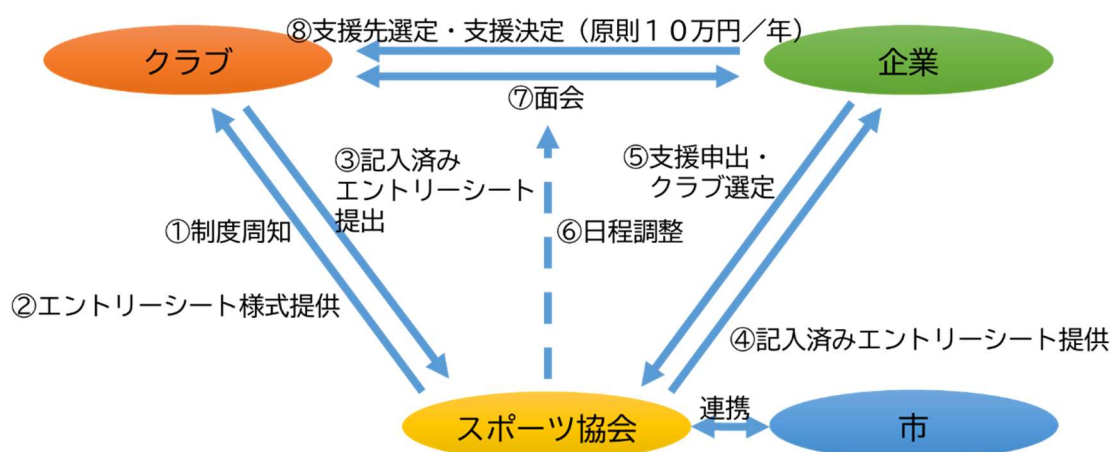 ⑧支援先選定・支援決定（原則１０万円／年）
クラブ
企業
⑦面会
③記入済み
エントリーシート
提出
⑤支援申出・
クラブ選定
①制度周知
⑥日程調整
②エントリーシート様式提供
④記入済みエントリーシート提供
スポーツ協会
連携
市